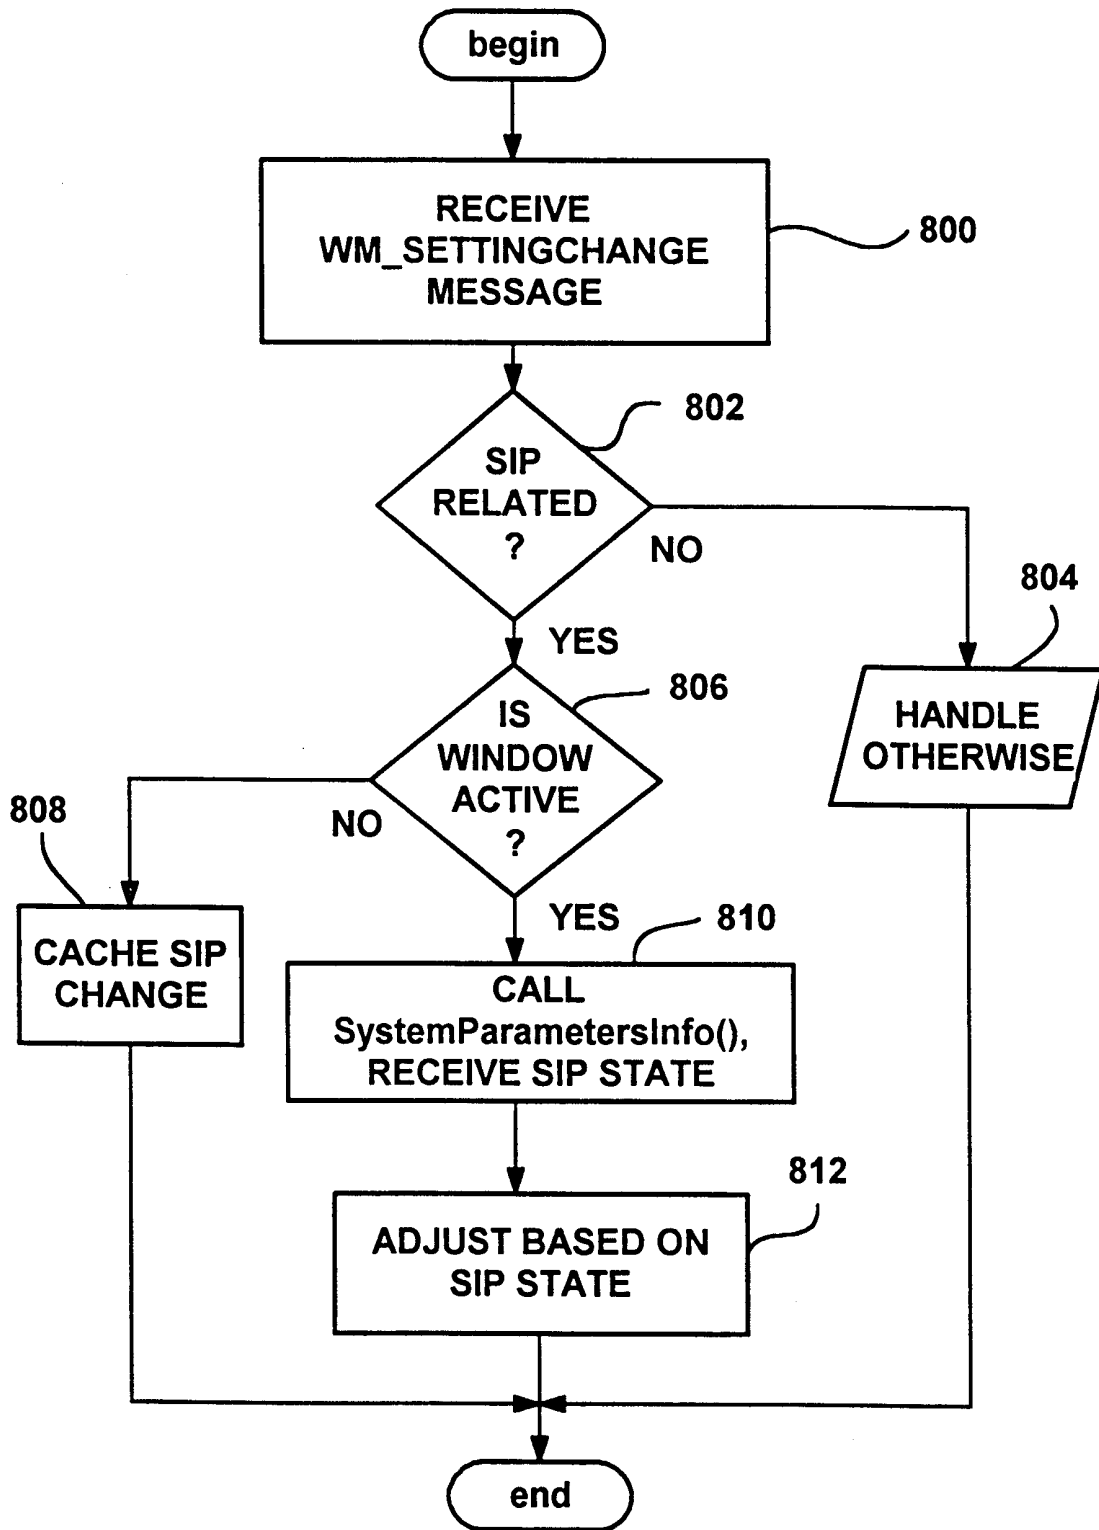 begin
RECEIVE
WM_SETTINGCHANGE
MESSAGE
800
802
SIP
RELATED
?
NO
YES
804
HANDLE
OTHERWISE
806
IS
WINDOW
ACTIVE
?
NO
YES
808
CACHE SIP
CHANGE
810
CALL
SystemParametersInfo(),
RECEIVE SIP STATE
812
ADJUST BASED ON
SIP STATE
end